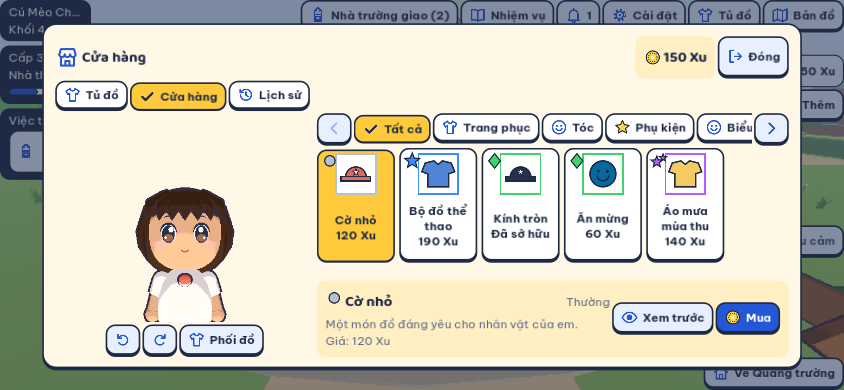 Cú Mèo Ch...
Khối 4
Nhà trường giao (2)
Nhiệm vụ
1
Cài đặt
Tủ đồ
Bản đồ
Cửa hàng
150 Xu
Đóng
Cấp 3
Nhà th
50 Xu
Thêm
Tủ đồ
Cửa hàng
Lịch sử
Việc t
Tất cả
Trang phục
Tóc
Phụ kiện
Biểu
Cờ nhỏ
120 Xu
Bộ đồ thể
thao
190 Xu
Kính tròn
Đã sở hữu
Ăn mừng
60 Xu
Áo mưa
mùa thu
140 Xu
u cảm
Cờ nhỏ
Thường
Một món đồ đáng yêu cho nhân vật của em.
Giá: 120 Xu
Xem trước
Mua
Phối đồ
Về Quảng trường